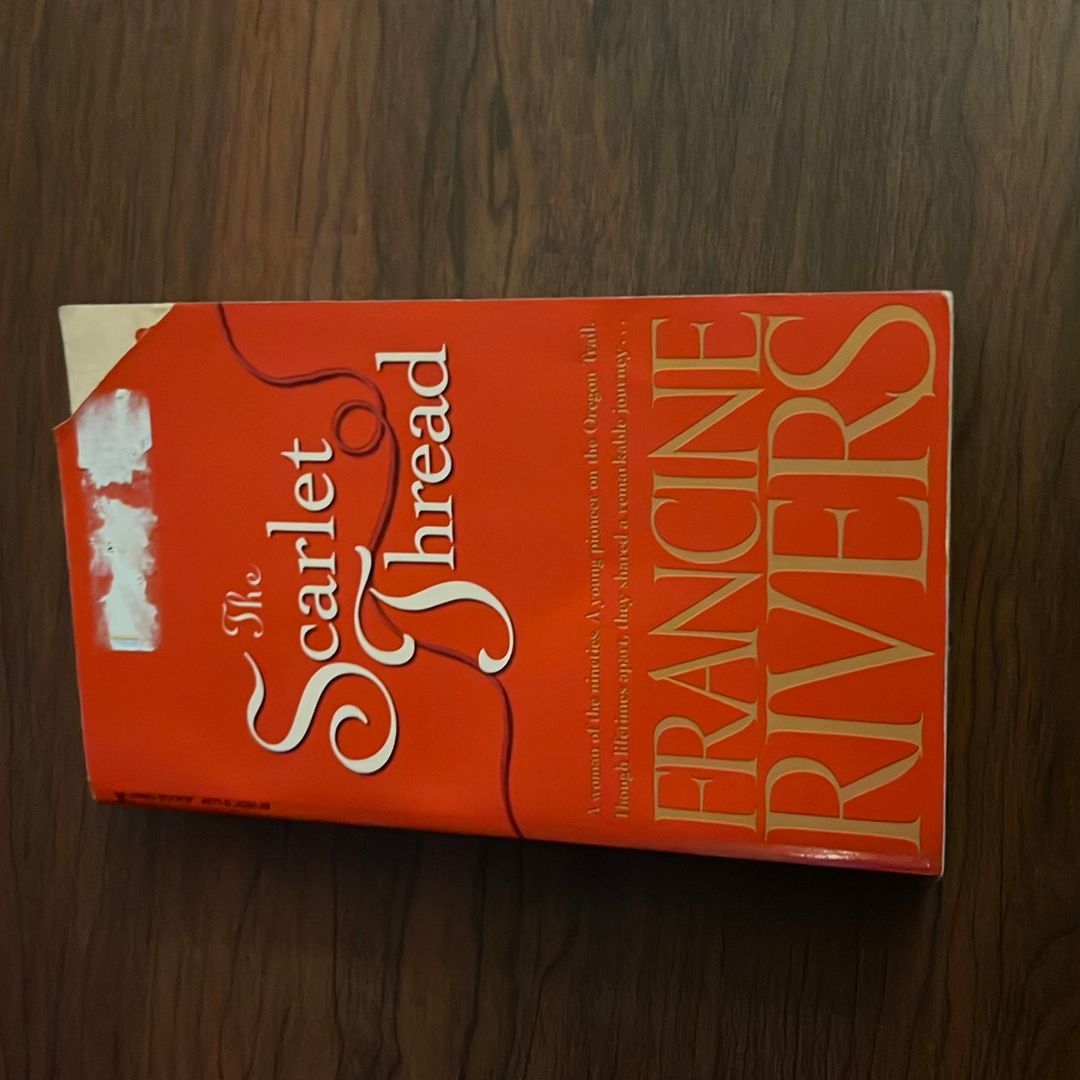 The
Scarlet
Thread
A woman of the nineties. A young pioneer on the Oregon Trail.
Though lifetimes apart, they shared a remarkable journey...
FRANCINE
RIVERS